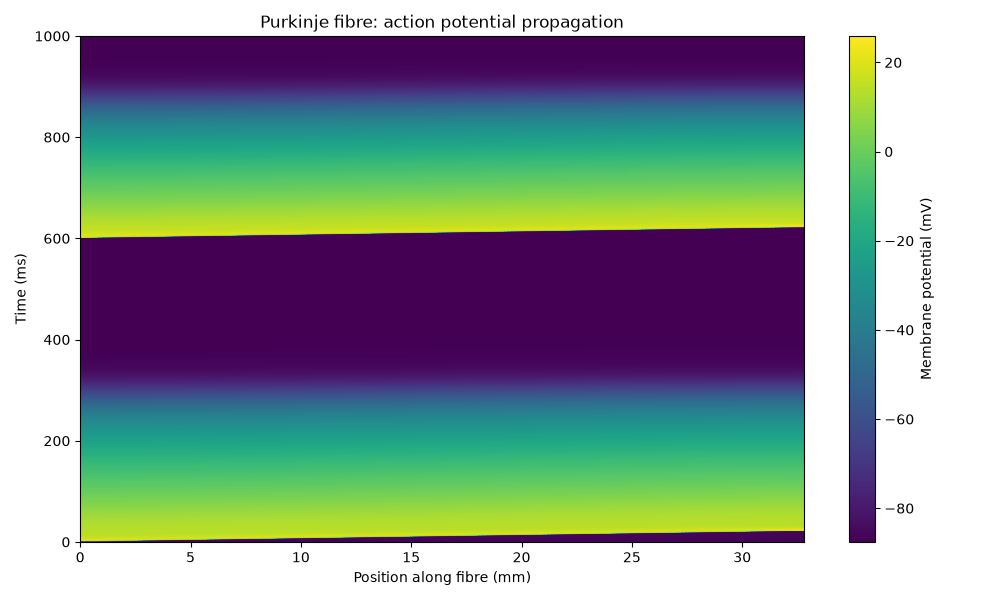 Purkinje fibre: action potential propagation
1000
800
600
400
200
0
Time (ms)
0 5 10 15 20 25 30
Position along fibre (mm)
20
0
−20
−40
−60
−80
Membrane potential (mV)